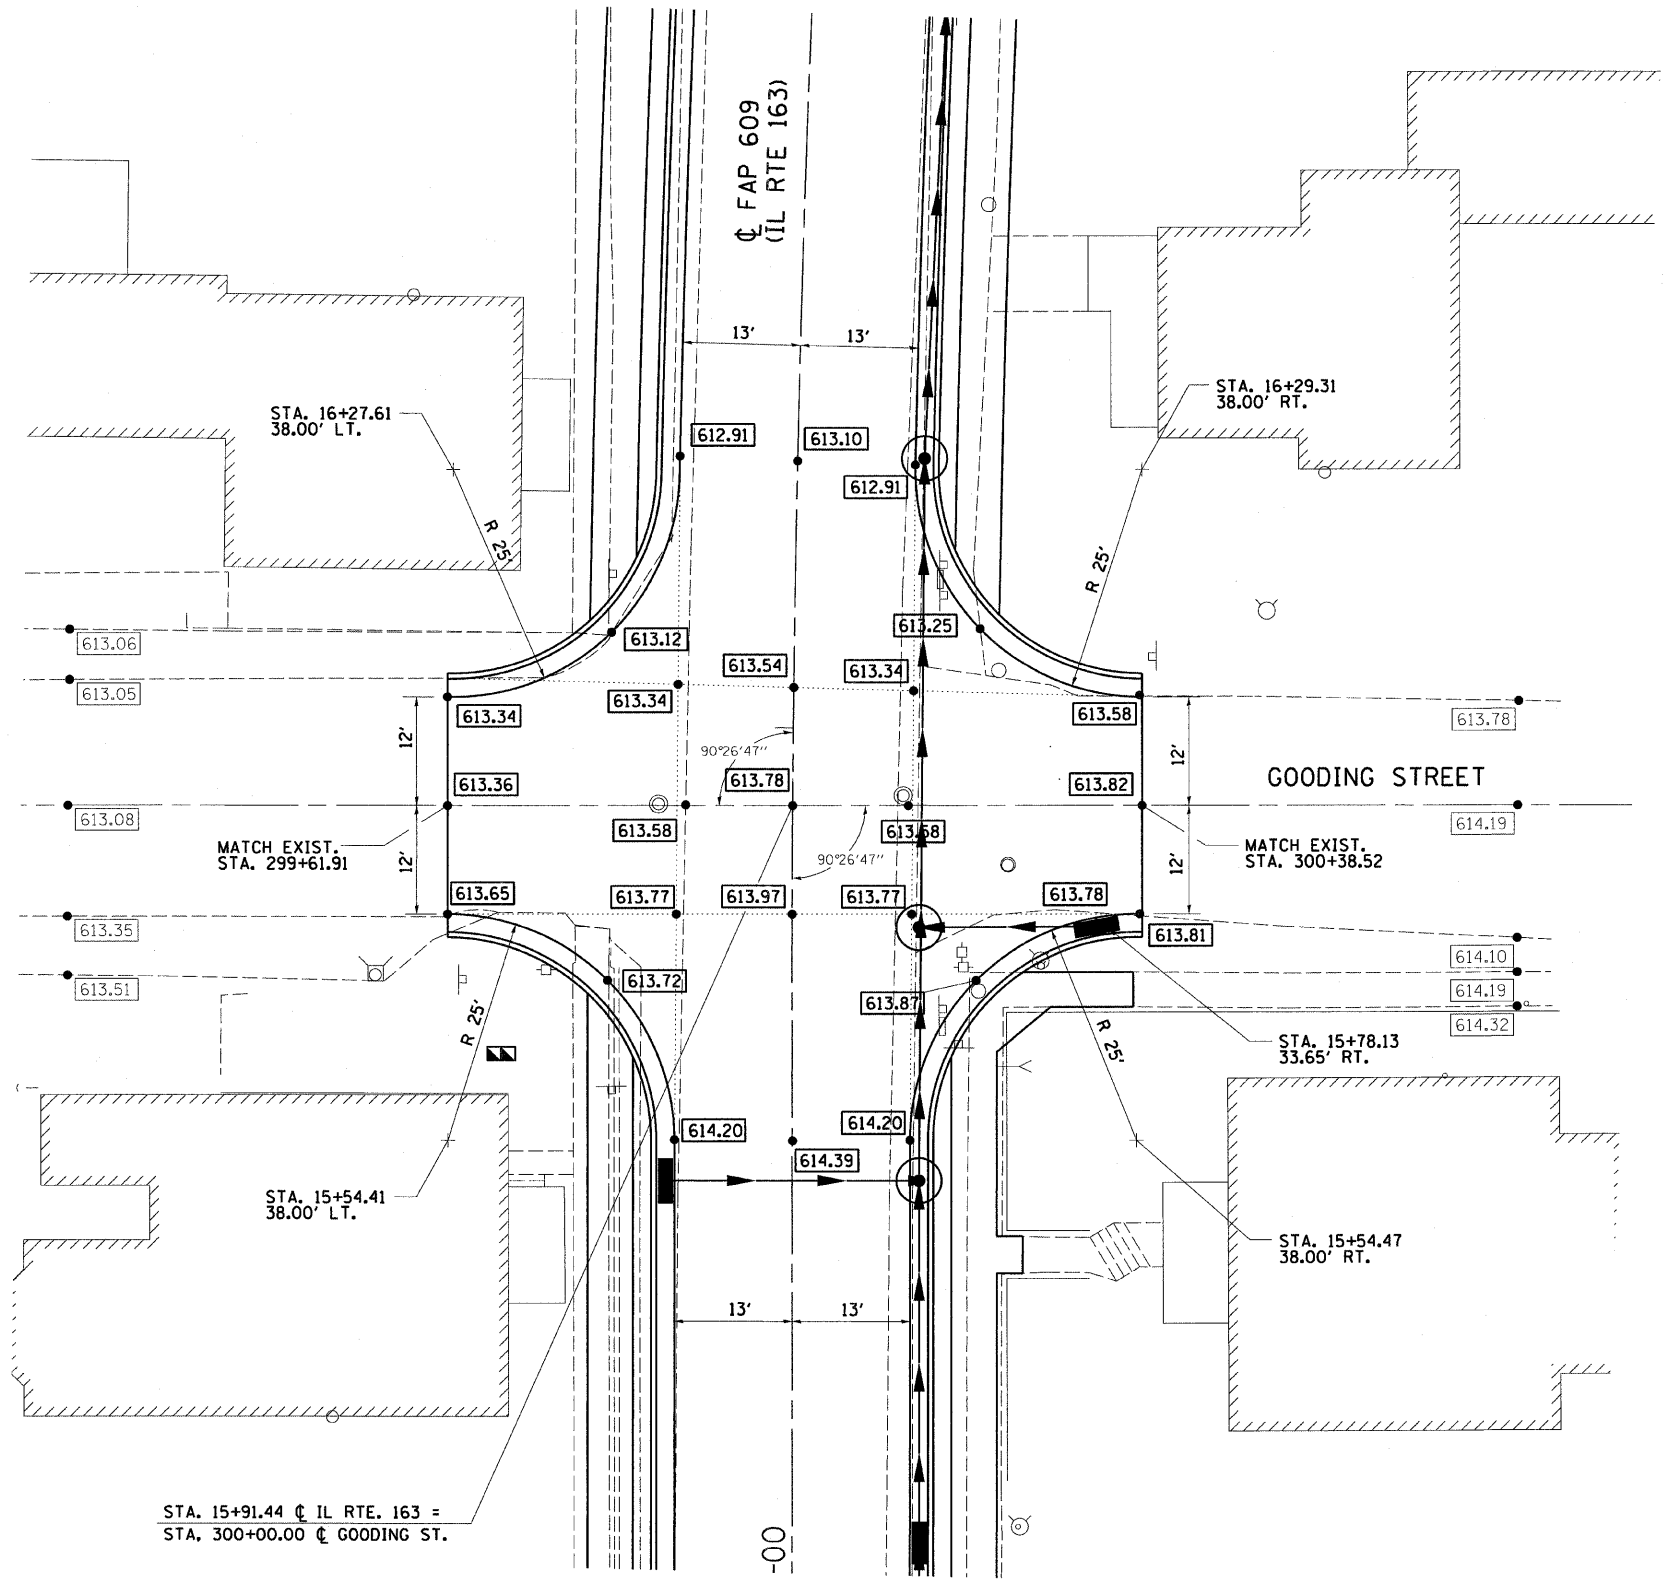 ℄ FAP 609
(IL RTE 163)
13'
13'
STA. 16+27.61
38.00' LT.
STA. 16+29.31
38.00' RT.
612.91
613.10
612.91
R 25'
R 25'
613.06
613.12
613.25
613.05
613.54
613.34
613.34
613.34
613.58
613.78
12'
90°26'47"
12'
613.36
613.78
613.82
GOODING STREET
613.08
613.58
613.58
614.19
MATCH EXIST.
STA. 299+61.91
12'
90°26'47"
12'
MATCH EXIST.
STA. 300+38.52
613.65
613.77
613.97
613.77
613.78
613.35
613.81
614.10
613.51
613.72
613.87
614.19
614.32
R 25'
R 25'
STA. 15+78.13
33.65' RT.
614.20
614.20
614.39
STA. 15+54.41
38.00' LT.
STA. 15+54.47
38.00' RT.
13'
13'
STA. 15+91.44 ℄ IL RTE. 163 =
STA. 300+00.00 ℄ GOODING ST.
-00